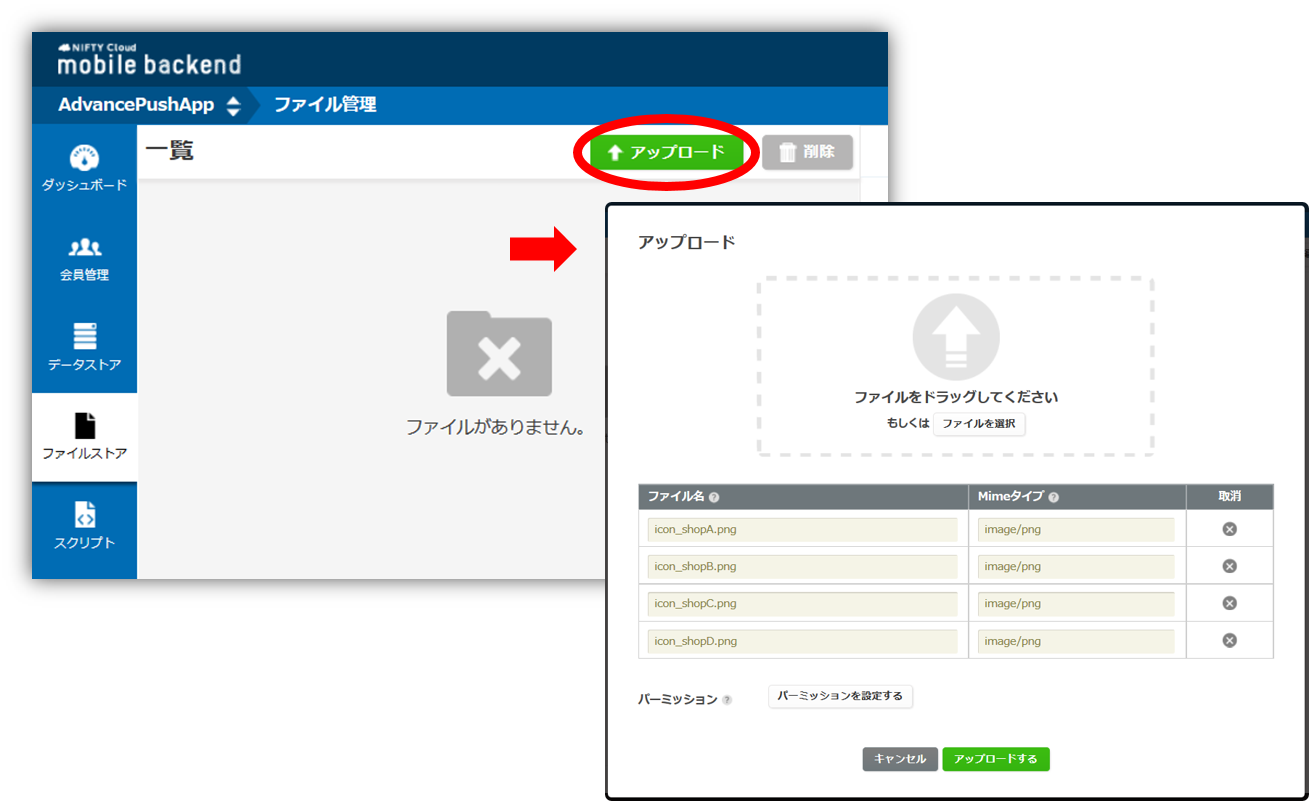 NIFTY Cloud
mobile backend
AdvancePushApp
ファイル管理
ダッシュボード
会員管理
データストア
ファイルストア
スクリプト
一覧
アップロード
削除
ファイルがありません。
アップロード
ファイルをドラッグしてください
もしくは ファイルを選択
ファイル名 ? Mimeタイプ ? 取消
icon_shopA.png image/png
icon_shopB.png image/png
icon_shopC.png image/png
icon_shopD.png image/png
パーミッション ? パーミッションを設定する
キャンセル アップロードする